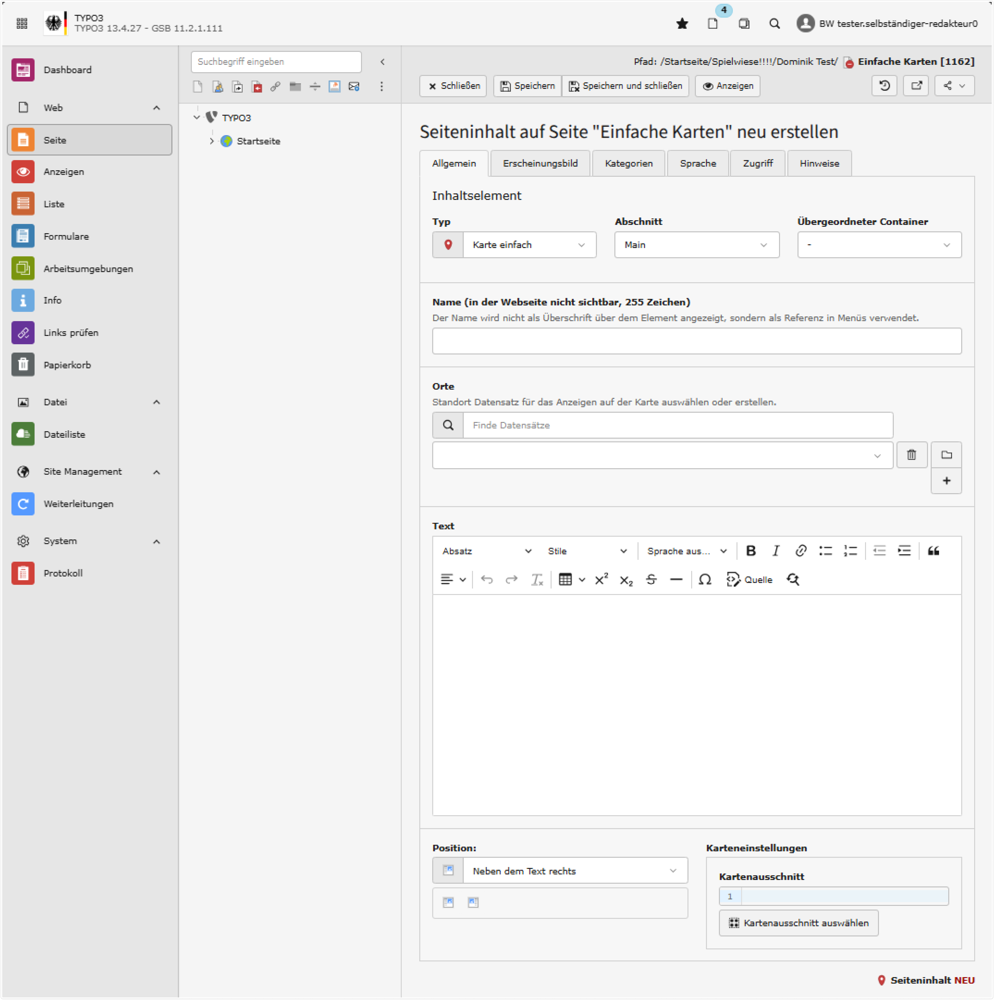 TYPO3
TYPO3 13.4.27 - GSB 11.2.1.111
4
BW tester.selbständiger-redakteur0
Dashboard
Web
Seite
Anzeigen
Liste
Formulare
Arbeitsumgebungen
Info
Links prüfen
Papierkorb
Datei
Dateiliste
Site Management
Weiterleitungen
System
Protokoll
Suchbegriff eingeben
TYPO3
Startseite
Pfad: /Startseite/Spielwiese!!!!/Dominik Test/ Einfache Karten [1162]
Schließen Speichern Speichern und schließen Anzeigen
Seiteninhalt auf Seite "Einfache Karten" neu erstellen
Allgemein Erscheinungsbild Kategorien Sprache Zugriff Hinweise
Inhaltselement
Typ Abschnitt Übergeordneter Container
Karte einfach Main -
Name (in der Webseite nicht sichtbar, 255 Zeichen)
Der Name wird nicht als Überschrift über dem Element angezeigt, sondern als Referenz in Menüs verwendet.
Orte
Standort Datensatz für das Anzeigen auf der Karte auswählen oder erstellen.
Finde Datensätze
Text
Absatz Stile Sprache aus...
Quelle
Position: Karteneinstellungen
Neben dem Text rechts
Kartenausschnitt
1
Kartenausschnitt auswählen
Seiteninhalt NEU